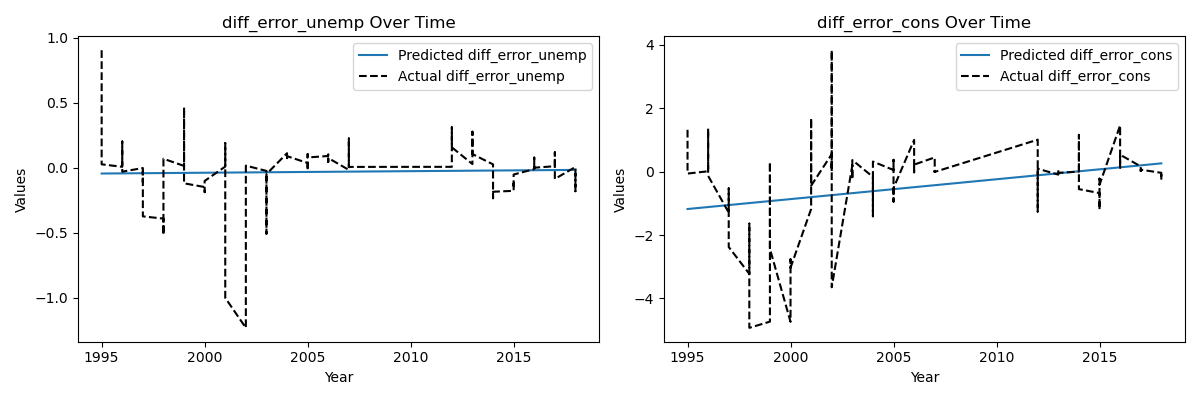 diff_error_unemp Over Time
1.0
0.5
0.0
−0.5
−1.0
Values
1995
2000
2005
2010
2015
Year
Predicted diff_error_unemp
Actual diff_error_unemp
diff_error_cons Over Time
4
2
0
−2
−4
Values
1995
2000
2005
2010
2015
Year
Predicted diff_error_cons
Actual diff_error_cons